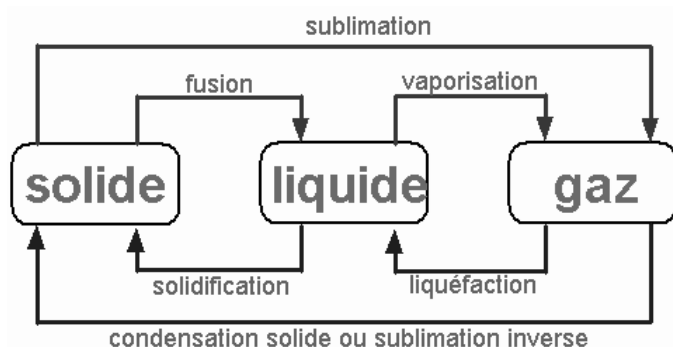 sublimation
fusion
vaporisation
solide
liquide
gaz
solidification
liquéfaction
condensation solide ou sublimation inverse